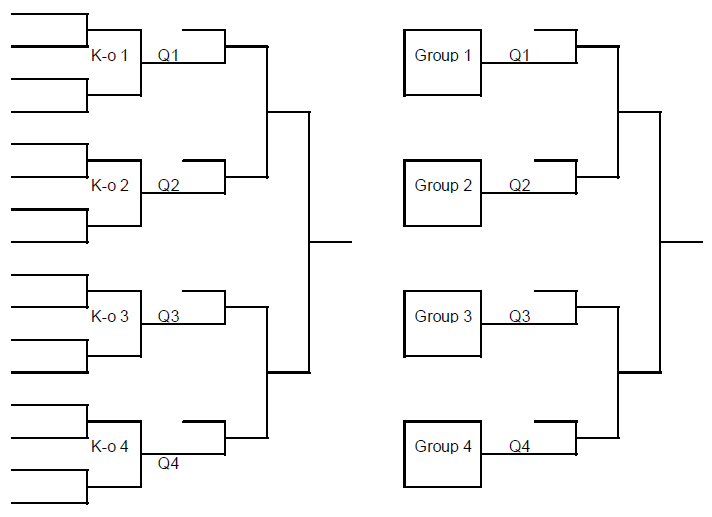 K-o 1 Q1 Group 1 Q1
K-o 2 Q2 Group 2 Q2
K-o 3 Q3 Group 3 Q3
K-o 4 Group 4 Q4
Q4